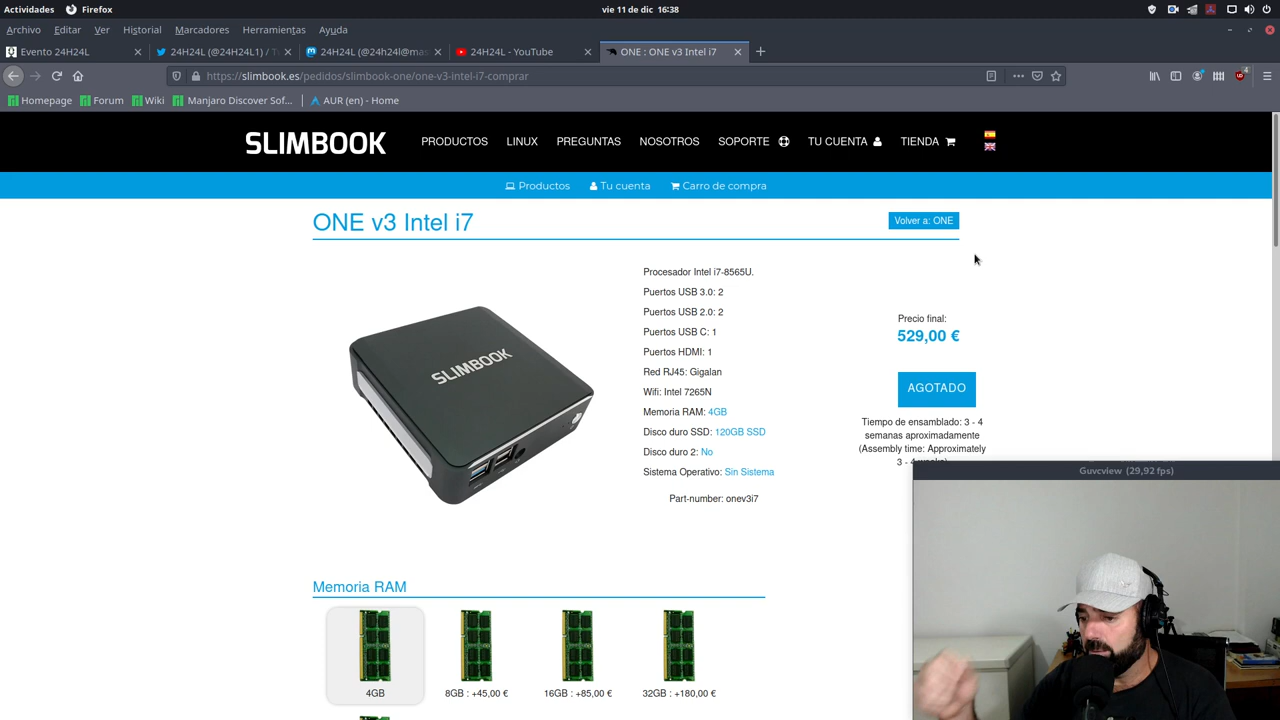 Actividades Firefox vie 11 de dic 16:38
Archivo Editar Ver Historial Marcadores Herramientas Ayuda
Evento 24H24L 24H24L (@24H24L1) / T 24H24L (@24h24l@mas 24H24L - YouTube ONE : ONE v3 Intel i7
https://slimbook.es/pedidos/slimbook-one/one-v3-intel-i7-comprar
4
Homepage Forum Wiki Manjaro Discover Sof... AUR (en) - Home
SLIMBOOK PRODUCTOS LINUX PREGUNTAS NOSOTROS SOPORTE TU CUENTA TIENDA
Productos Tu cuenta Carro de compra
ONE v3 Intel i7
Volver a: ONE
Procesador Intel i7-8565U.
Puertos USB 3.0: 2
Puertos USB 2.0: 2
Puertos USB C: 1
Puertos HDMI: 1
Red RJ45: Gigalan
Wifi: Intel 7265N
Memoria RAM: 4GB
Disco duro SSD: 120GB SSD
Disco duro 2: No
Sistema Operativo: Sin Sistema
Part-number: onev3i7
SLIMBOOK
Precio final:
529,00 €
AGOTADO
Tiempo de ensamblado: 3 - 4
semanas aproximadamente
(Assembly time: Approximately
3 - 4
Guvcview (29,92 fps)
Memoria RAM
4GB 8GB : +45,00 € 16GB : +85,00 € 32GB : +180,00 €